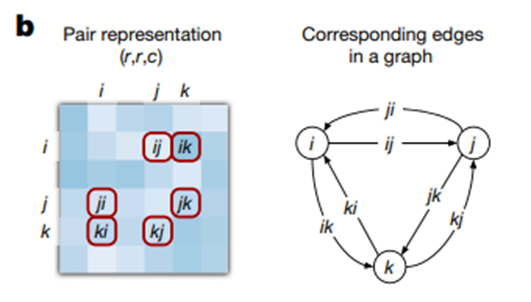 b
Pair representation
(r,r,c)
i j k
i ij ik
j ji jk
k ki kj
Corresponding edges
in a graph
ji
i ij j
ik ki jk kj
k